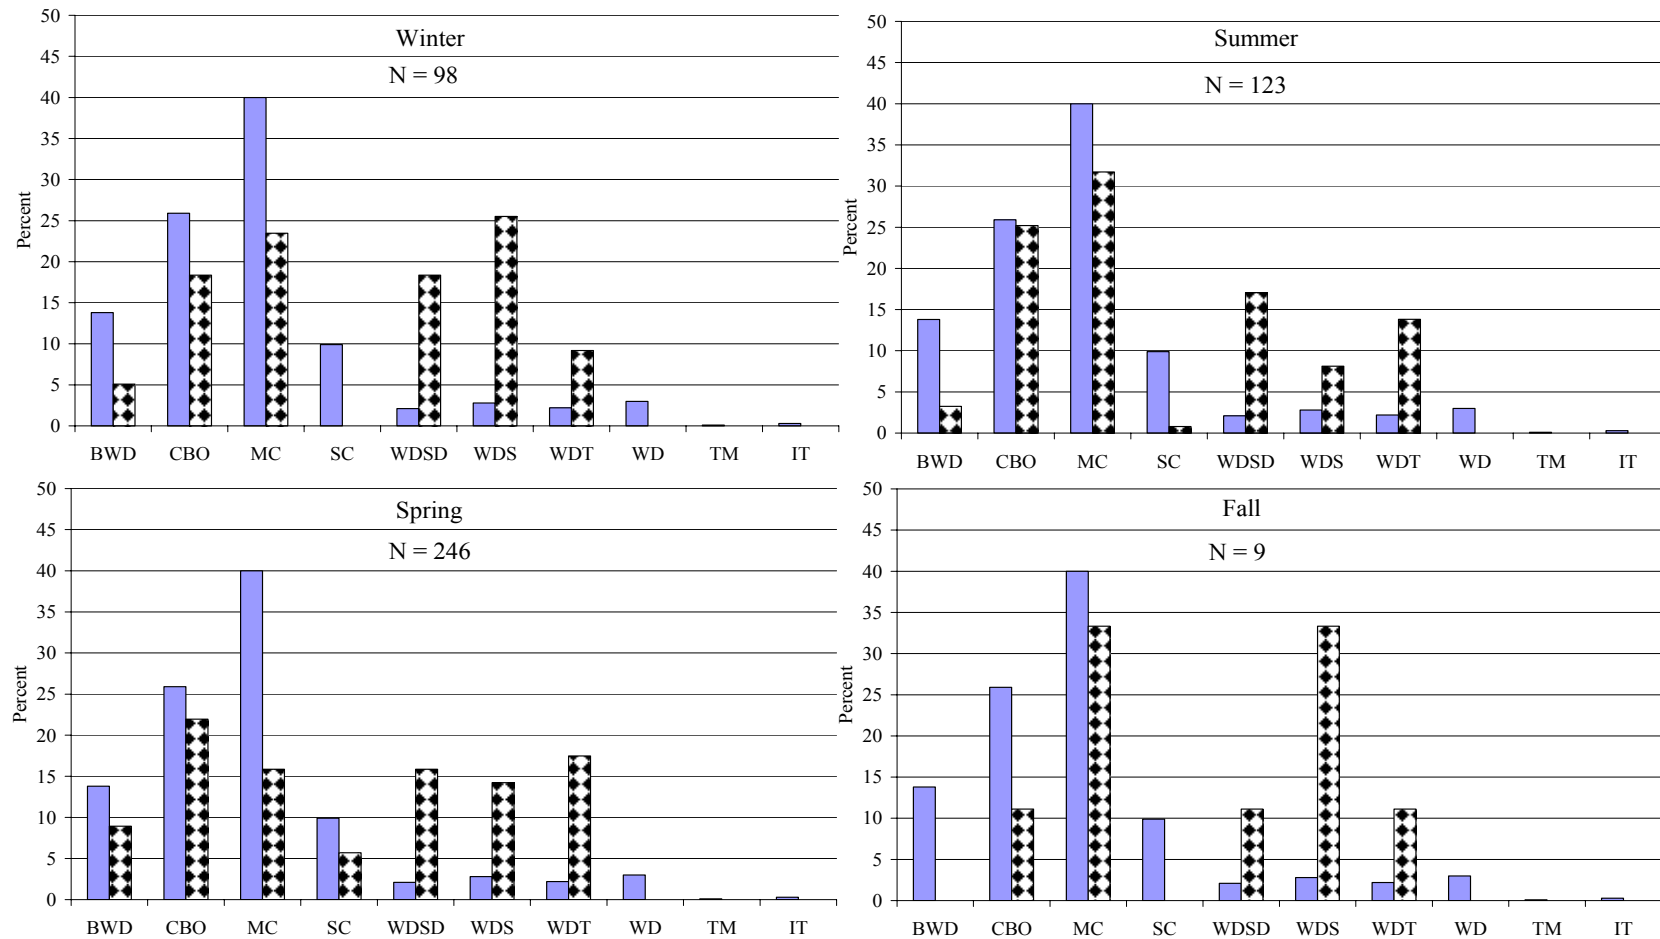 Winter
N = 98
Percent
50
45
40
35
30
25
20
15
10
5
0
BWD CBO MC SC WDSD WDS WDT WD TM IT
Summer
N = 123
Percent
50
45
40
35
30
25
20
15
10
5
0
BWD CBO MC SC WDSD WDS WDT WD TM IT
Spring
N = 246
Percent
50
45
40
35
30
25
20
15
10
5
0
BWD CBO MC SC WDSD WDS WDT WD TM IT
Fall
N = 9
Percent
50
45
40
35
30
25
20
15
10
5
0
BWD CBO MC SC WDSD WDS WDT WD TM IT